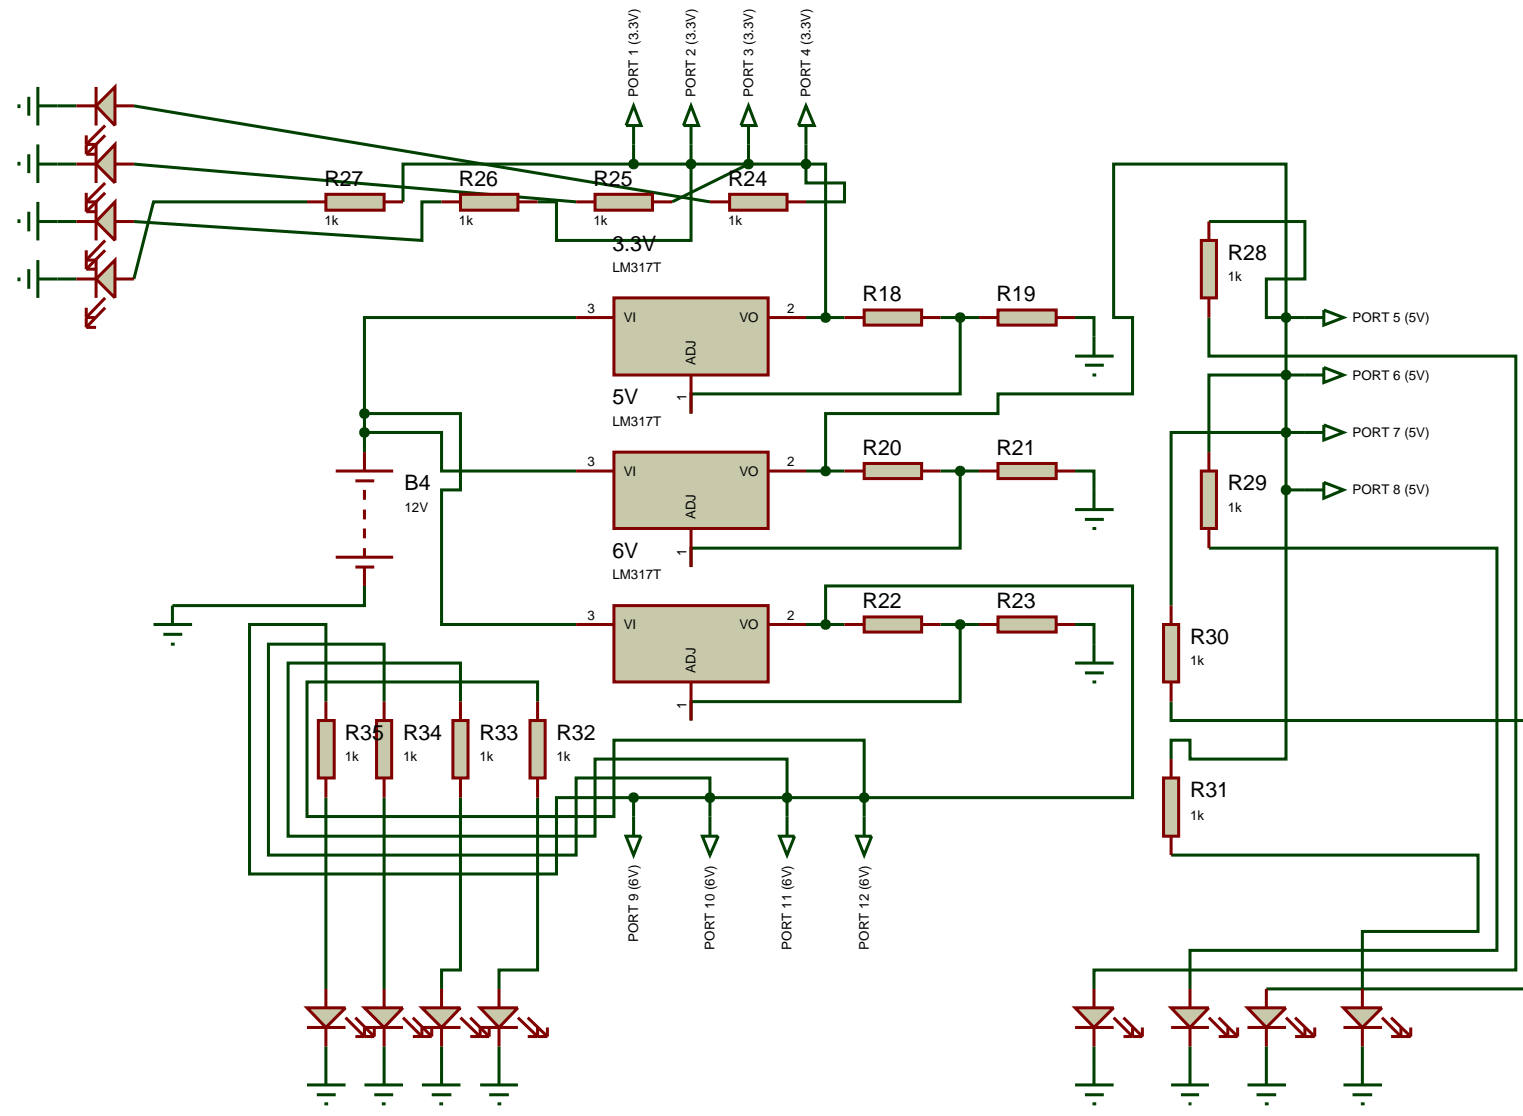 PORT 1 (3.3V)
PORT 2 (3.3V)
PORT 3 (3.3V)
PORT 4 (3.3V)
R27
1k
R26
1k
R25
1k
R24
1k
3.3V
LM317T
3
VI
VO
2
ADJ
1
R18
R19
R28
1k
PORT 5 (5V)
PORT 6 (5V)
PORT 7 (5V)
PORT 8 (5V)
5V
LM317T
3
VI
VO
2
ADJ
1
R20
R21
B4
12V
R29
1k
6V
LM317T
3
VI
VO
2
ADJ
1
R22
R23
R30
1k
R35
1k
R34
1k
R33
1k
R32
1k
R31
1k
PORT 9 (6V)
PORT 10 (6V)
PORT 11 (6V)
PORT 12 (6V)